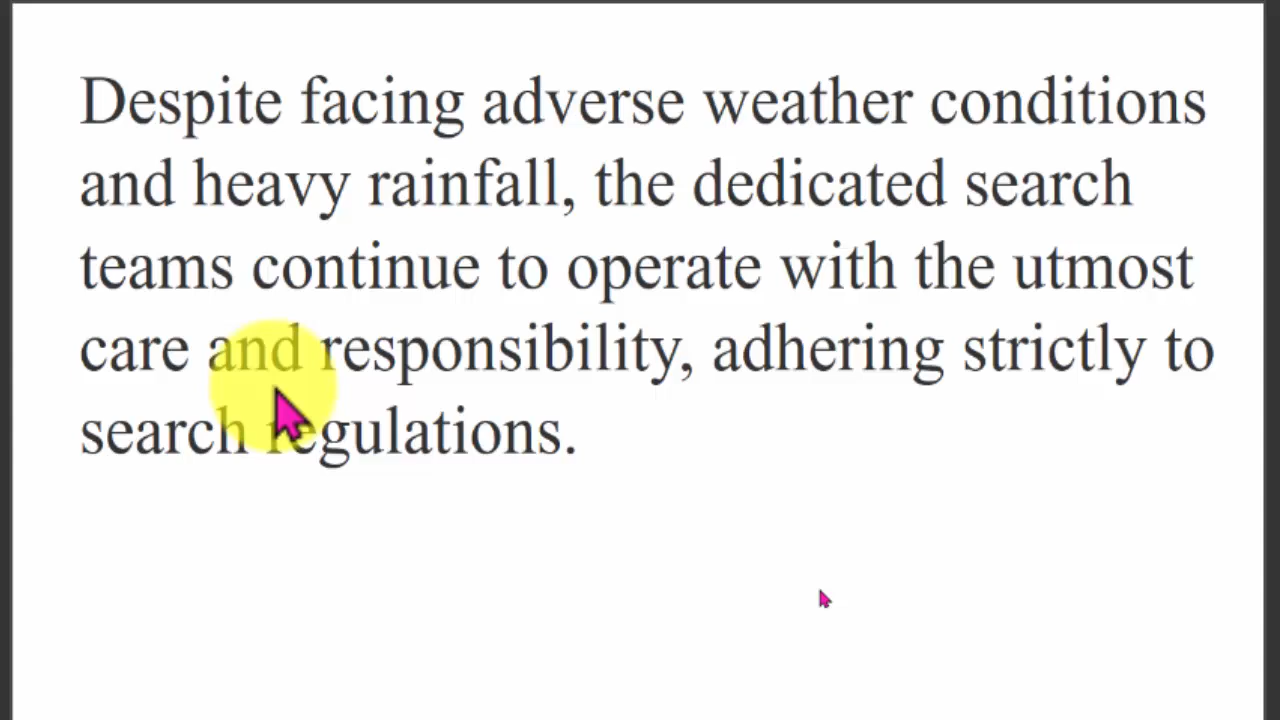 Despite facing adverse weather conditions
and heavy rainfall, the dedicated search
teams continue to operate with the utmost
care and responsibility, adhering strictly to
search regulations.